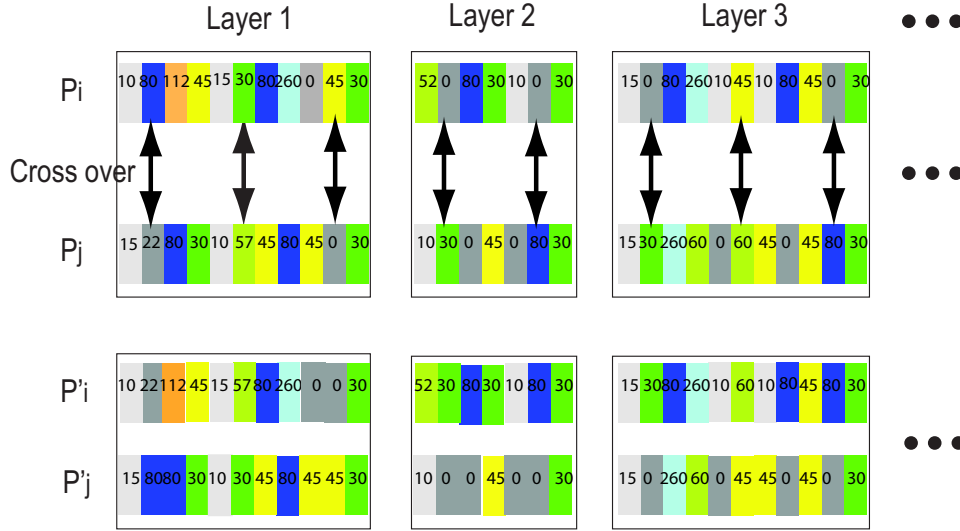 Layer 1 Layer 2 Layer 3
Pi 10 80 112 45 15 30 80 260 0 45 30 52 0 80 30 10 0 30 15 0 80 260 10 45 10 80 45 0 30
Cross over
Pj 15 22 80 30 10 57 45 80 45 0 30 10 30 0 45 0 80 30 15 30 260 60 0 60 45 0 45 80 30
P'i 10 22 112 45 15 57 80 260 0 0 30 52 30 80 30 10 80 30 15 30 80 260 10 60 10 80 45 80 30
P'j 15 80 80 30 10 30 45 80 45 45 30 10 0 0 45 0 0 30 15 0 260 60 0 45 45 0 45 0 30